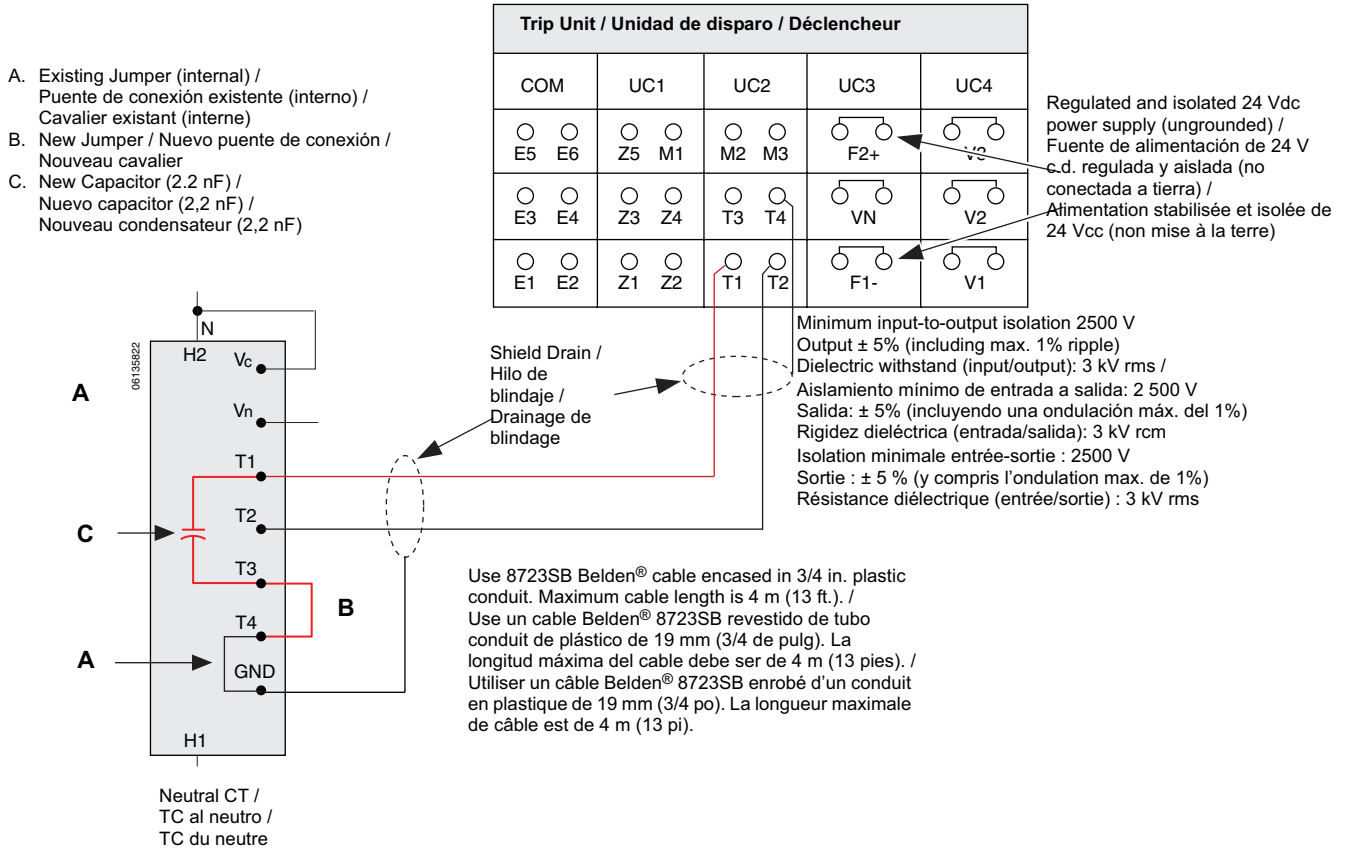 Trip Unit / Unidad de disparo / Déclencheur
COM
UC1
UC2
UC3
UC4
E5 E6
Z5 M1
M2 M3
F2+
V3
E3 E4
Z3 Z4
T3 T4
VN
V2
E1 E2
Z1 Z2
T1 T2
F1-
V1
A. Existing Jumper (internal) /
Puente de conexión existente (interno) /
Cavalier existant (interne)
B. New Jumper / Nuevo puente de conexión /
Nouveau cavalier
C. New Capacitor (2.2 nF) /
Nuevo capacitor (2,2 nF) /
Nouveau condensateur (2,2 nF)
Regulated and isolated 24 Vdc
power supply (ungrounded) /
Fuente de alimentación de 24 V
c.d. regulada y aislada (no
conectada a tierra) /
Alimentation stabilisée et isolée de
24 Vcc (non mise à la terre)
Minimum input-to-output isolation 2500 V
Output ± 5% (including max. 1% ripple)
Dielectric withstand (input/output): 3 kV rms /
Aislamiento mínimo de entrada a salida: 2 500 V
Salida: ± 5% (incluyendo una ondulación máx. del 1%)
Rigidez dieléctrica (entrada/salida): 3 kV rcm
Isolation minimale entrée-sortie : 2500 V
Sortie : ± 5 % (y compris l’ondulation max. de 1%)
Résistance diélectrique (entrée/sortie) : 3 kV rms
Shield Drain /
Hilo de
blindaje /
Drainage de
blindage
06135822
N
H2
Vc
A
Vn
T1
T2
C
T3
B
T4
A
GND
H1
Neutral CT /
TC al neutro /
TC du neutre
Use 8723SB Belden® cable encased in 3/4 in. plastic
conduit. Maximum cable length is 4 m (13 ft.). /
Use un cable Belden® 8723SB revestido de tubo
conduit de plástico de 19 mm (3/4 de pulg). La
longitud máxima del cable debe ser de 4 m (13 pies). /
Utiliser un câble Belden® 8723SB enrobé d’un conduit
en plastique de 19 mm (3/4 po). La longueur maximale
de câble est de 4 m (13 pi).